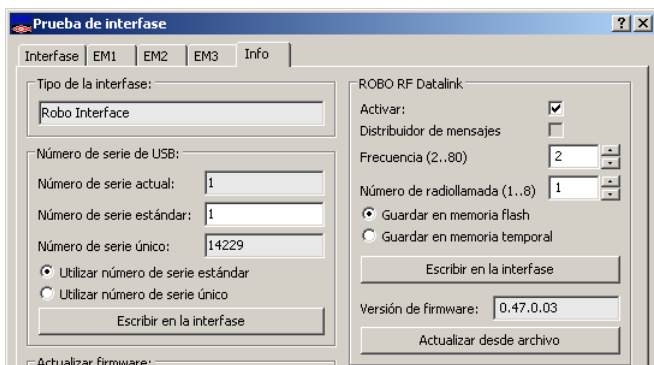 Prueba de interfase
Interfase EM1 EM2 EM3 Info
Tipo de la interfase:
Robo Interface
Número de serie de USB:
Número de serie actual: 1
Número de serie estándar: 1
Número de serie único: 14229
Utilizar número de serie estándar
Utilizar número de serie único
Escribir en la interfase
Actualizar firmware:
ROBO RF Datalink
Activar:
Distribuidor de mensajes
Frecuencia (2..80) 2
Número de radiollamada (1..8) 1
Guardar en memoria flash
Guardar en memoria temporal
Escribir en la interfase
Versión de firmware: 0.47.0.03
Actualizar desde archivo